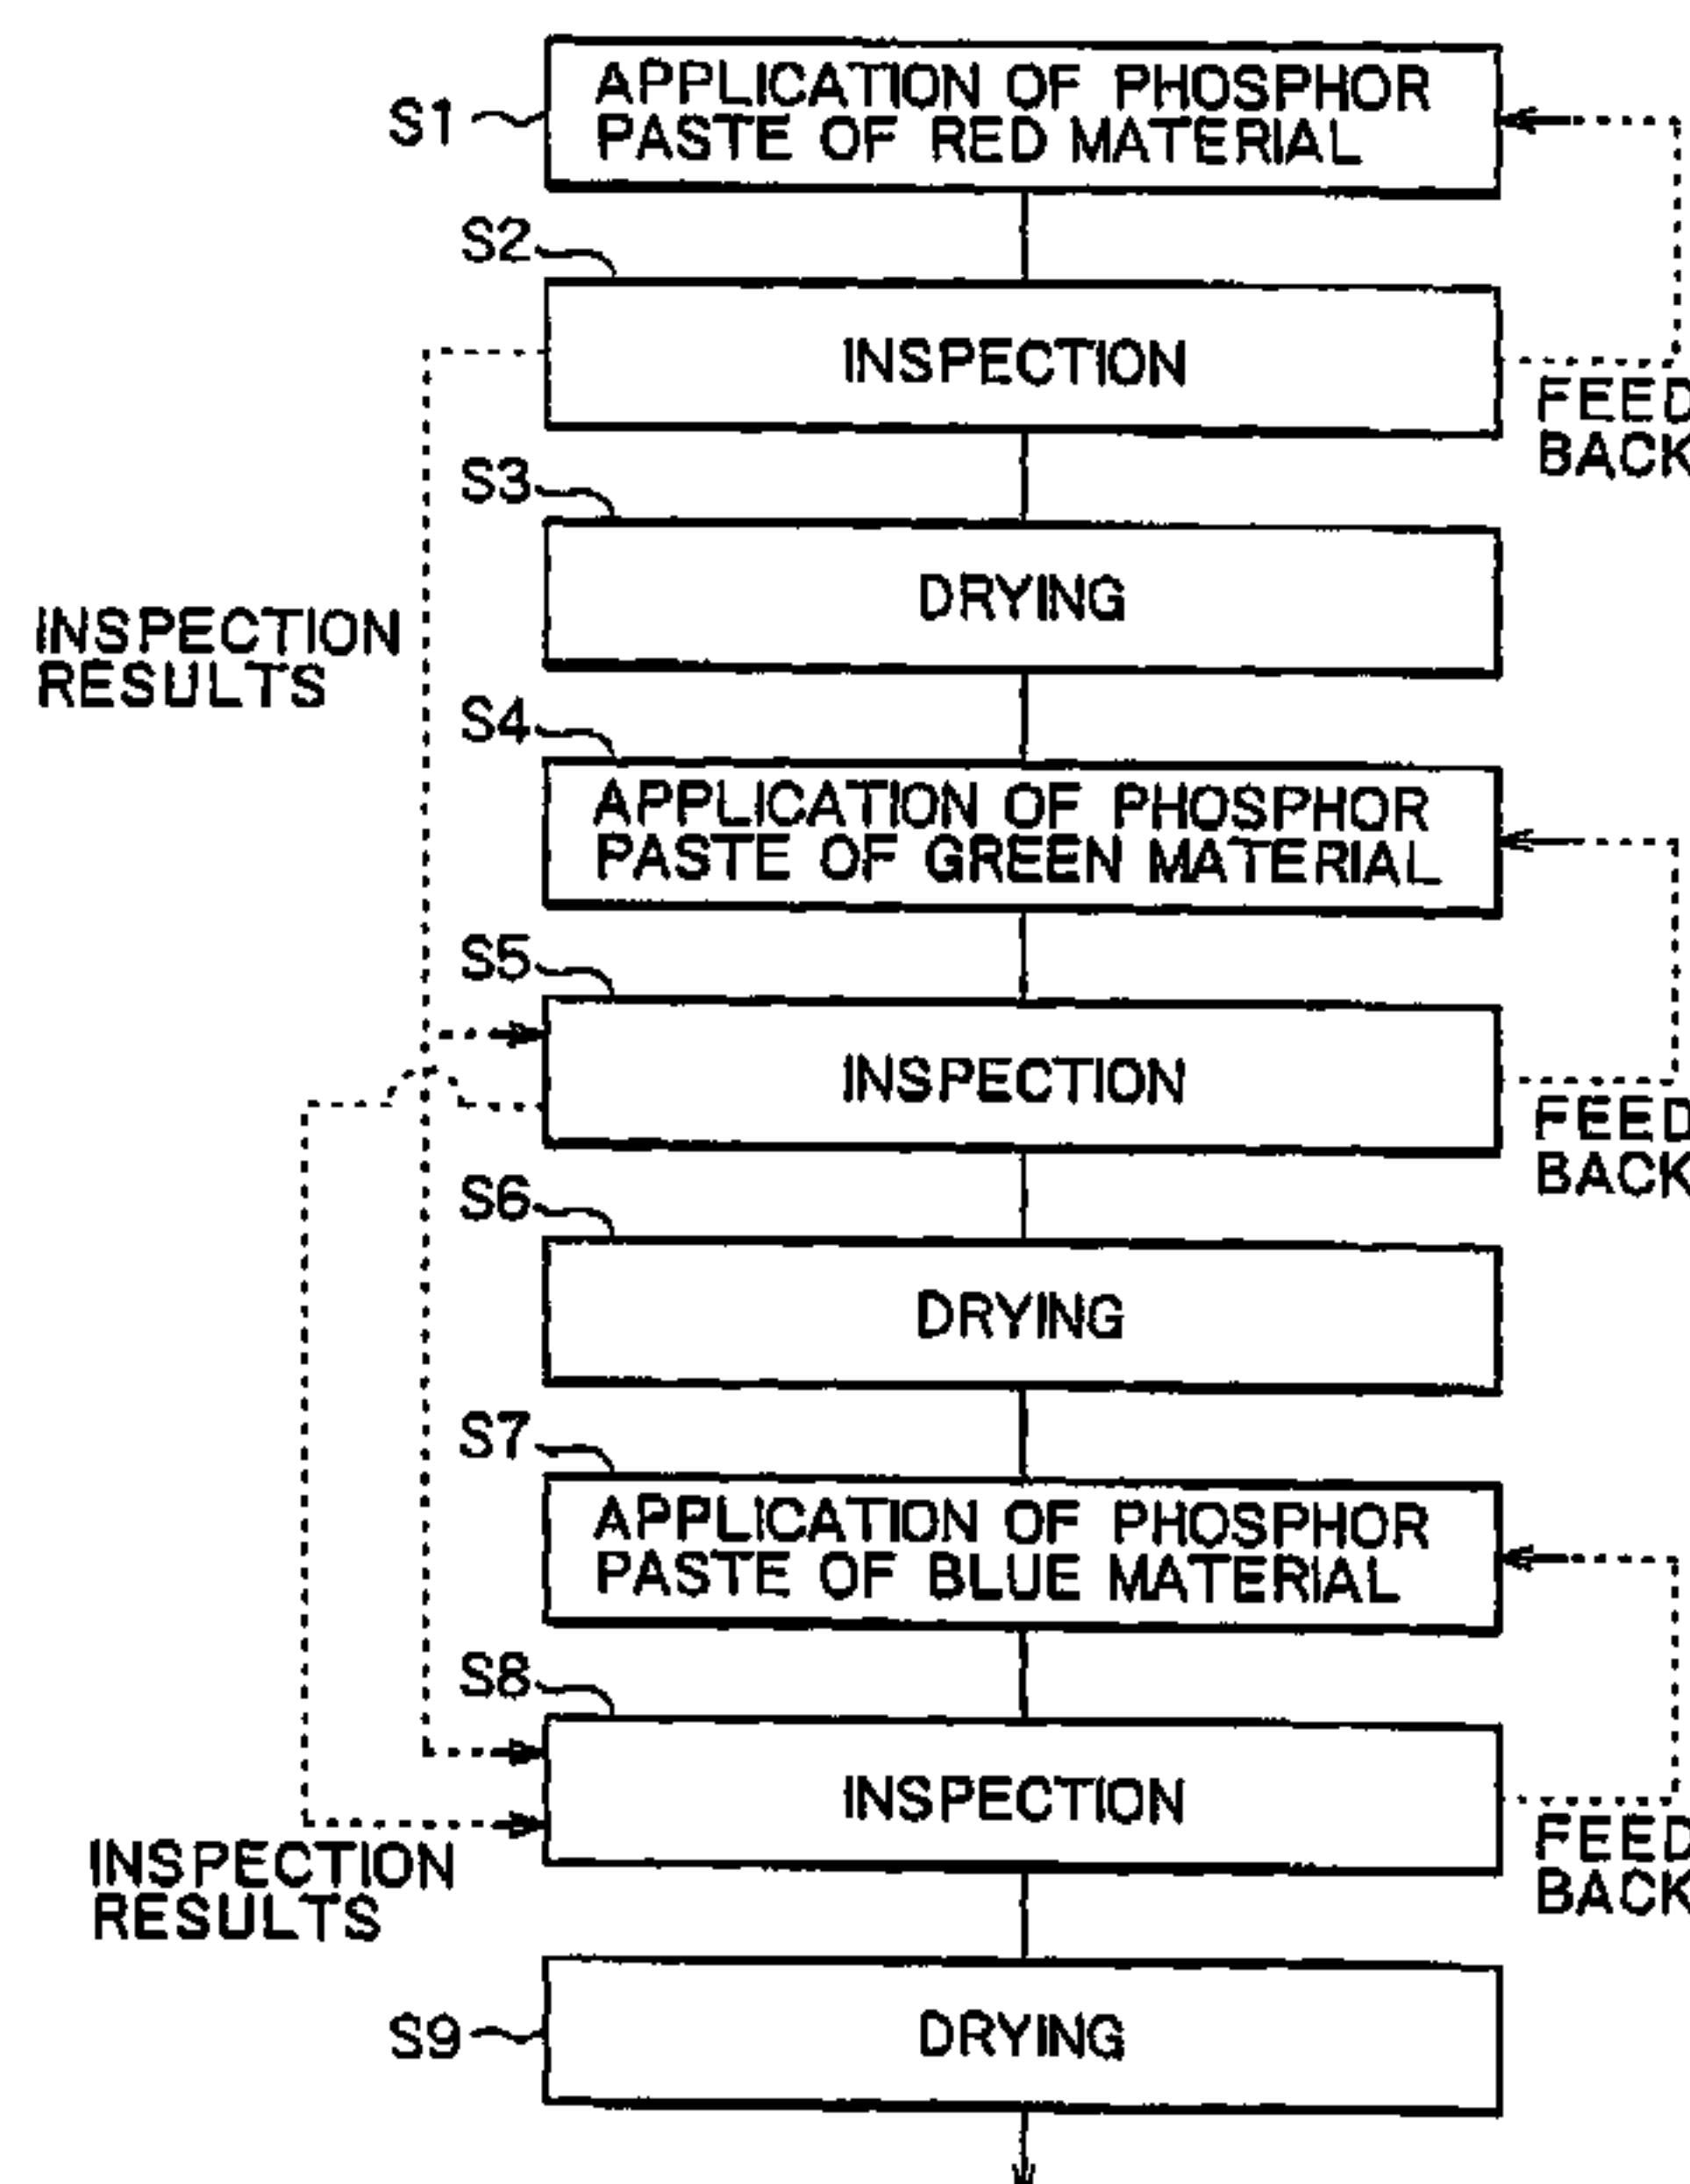 S1
APPLICATION OF PHOSPHOR
PASTE OF RED MATERIAL
S2
INSPECTION
FEED
BACK
S3
DRYING
INSPECTION
RESULTS
S4
APPLICATION OF PHOSPHOR
PASTE OF GREEN MATERIAL
S5
INSPECTION
FEED
BACK
S6
DRYING
S7
APPLICATION OF PHOSPHOR
PASTE OF BLUE MATERIAL
S8
INSPECTION
FEED
BACK
INSPECTION
RESULTS
S9
DRYING